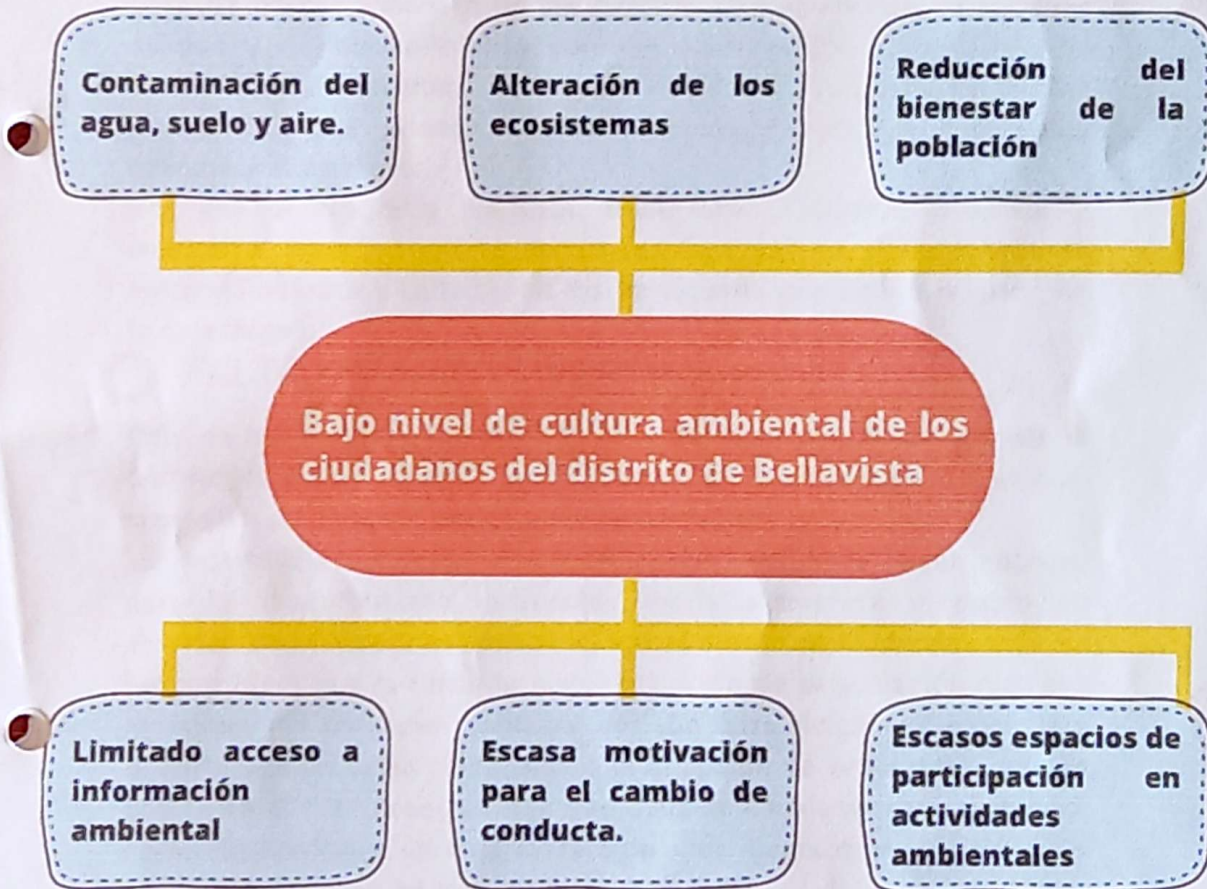 Contaminación del
agua, suelo y aire.
Alteración de los
ecosistemas
Reducción del
bienestar de la
población
Bajo nivel de cultura ambiental de los
ciudadanos del distrito de Bellavista
Limitado acceso a
información
ambiental
Escasa motivación
para el cambio de
conducta.
Escasos espacios de
participación en
actividades
ambientales